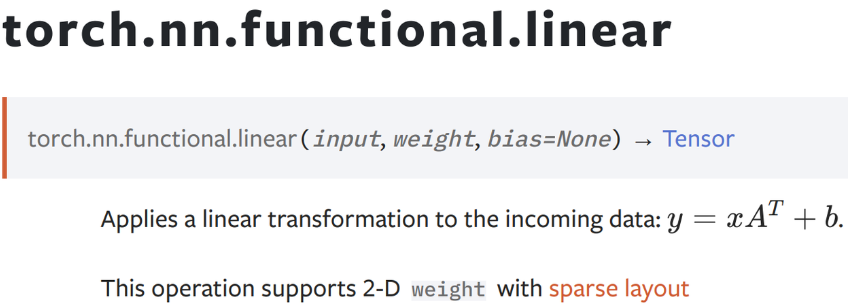 torch.nn.functional.linear
torch.nn.functional.linear(input, weight, bias=None) → Tensor
Applies a linear transformation to the incoming data: y = xA^T + b.
This operation supports 2-D weight with sparse layout